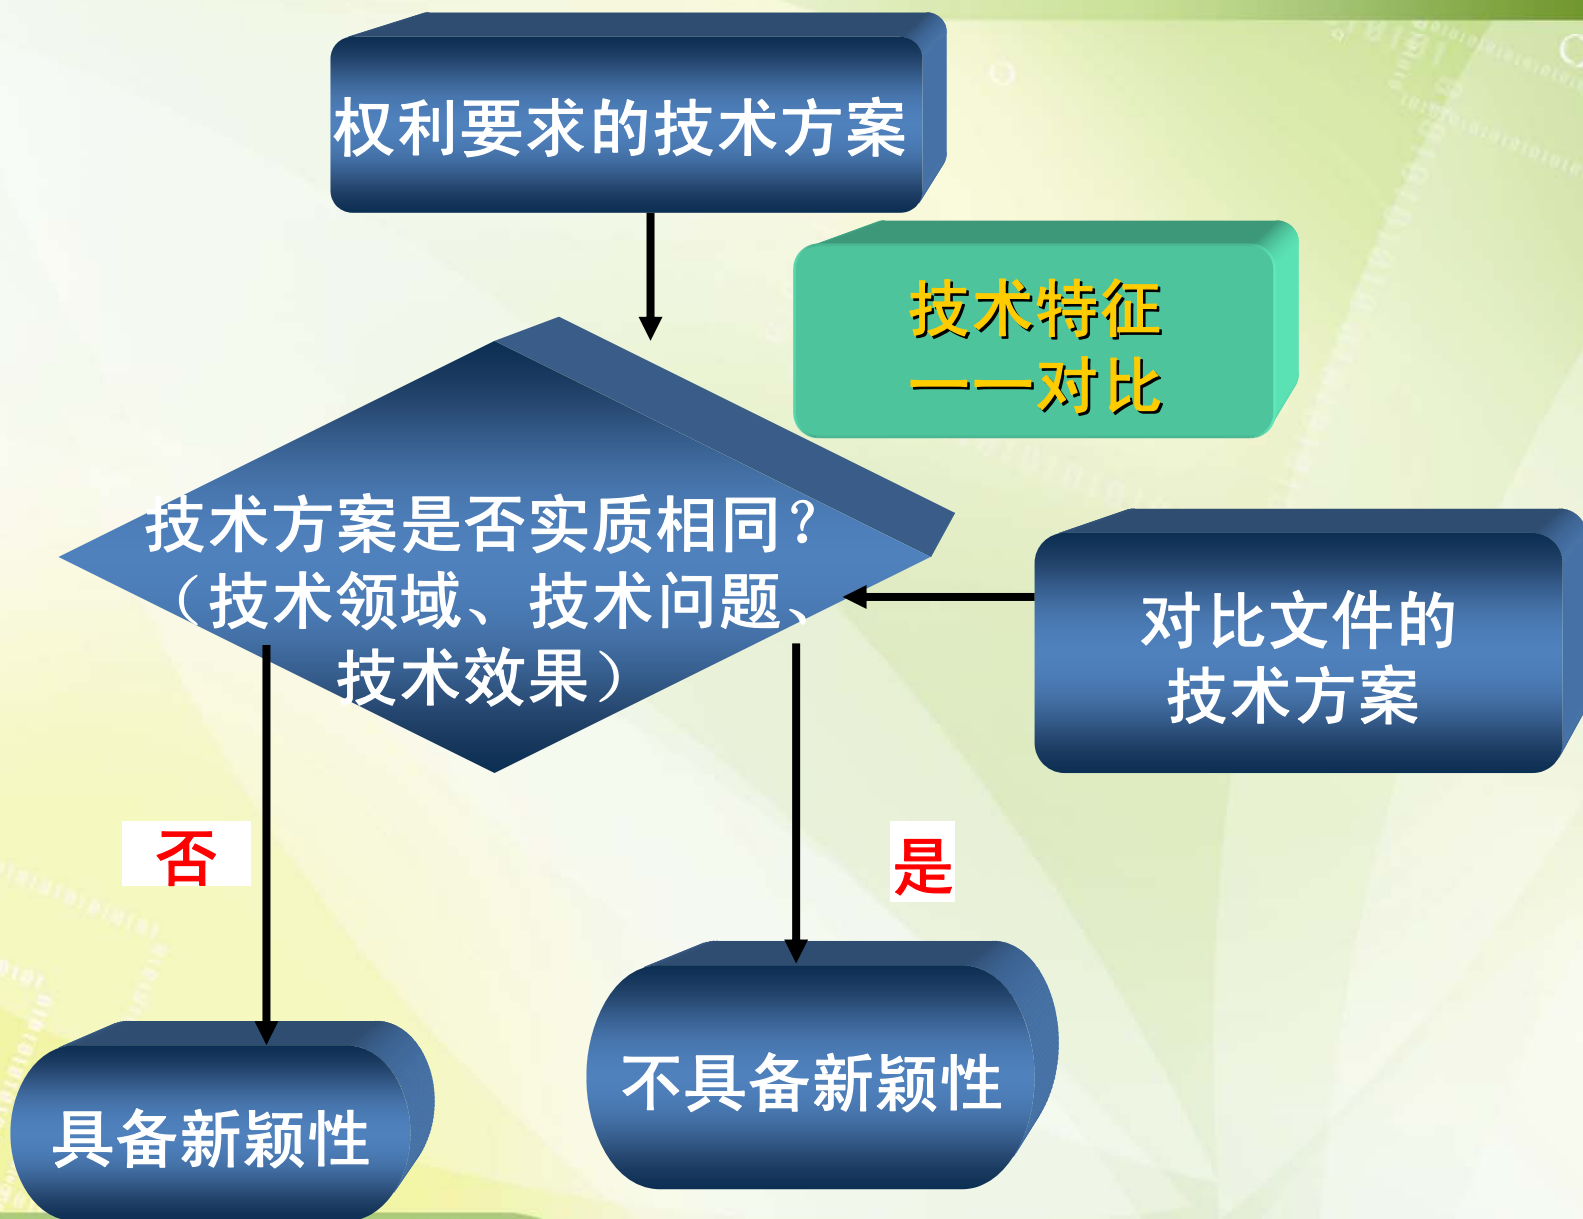 权利要求的技术方案
技术特征
一一对比
技术方案是否实质相同？
（技术领域、技术问题、
技术效果）
对比文件的
技术方案
否
是
不具备新颖性
具备新颖性